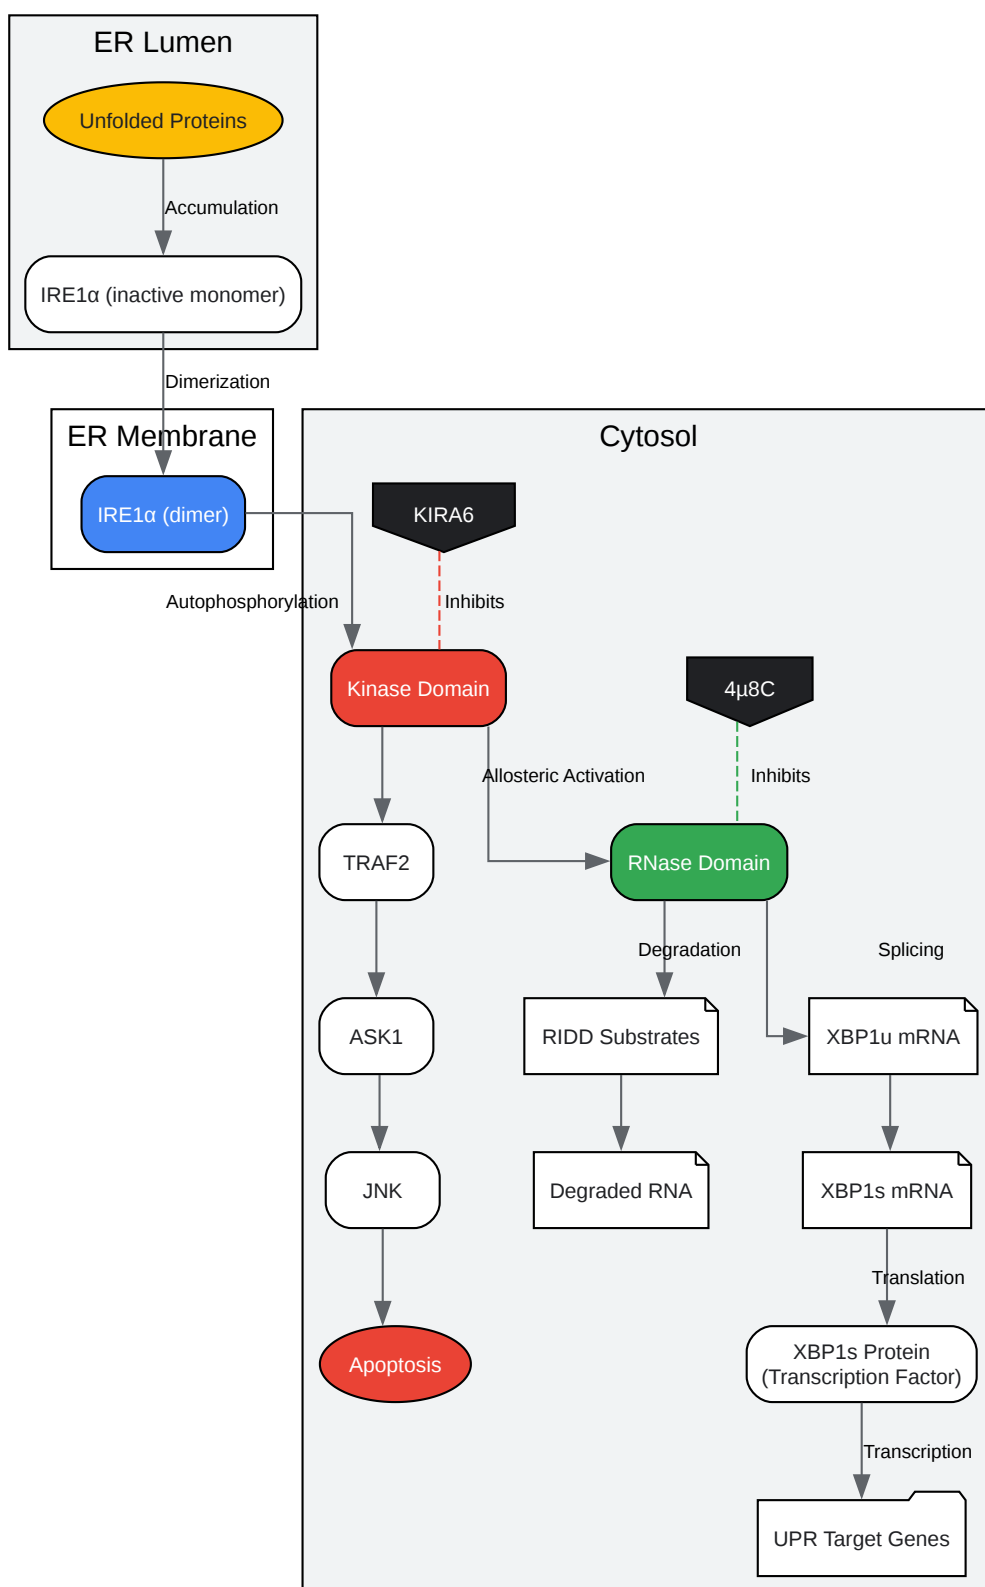 ER Lumen
Unfolded Proteins
Accumulation
IRE1α (inactive monomer)
Dimerization
ER Membrane
IRE1α (dimer)
Autophosphorylation
Cytosol
KIRA6
Inhibits
Kinase Domain
4µ8C
Allosteric Activation
Inhibits
TRAF2
RNase Domain
Degradation
Splicing
ASK1
RIDD Substrates
XBP1u mRNA
JNK
Degraded RNA
XBP1s mRNA
Translation
Apoptosis
XBP1s Protein
(Transcription Factor)
Transcription
UPR Target Genes